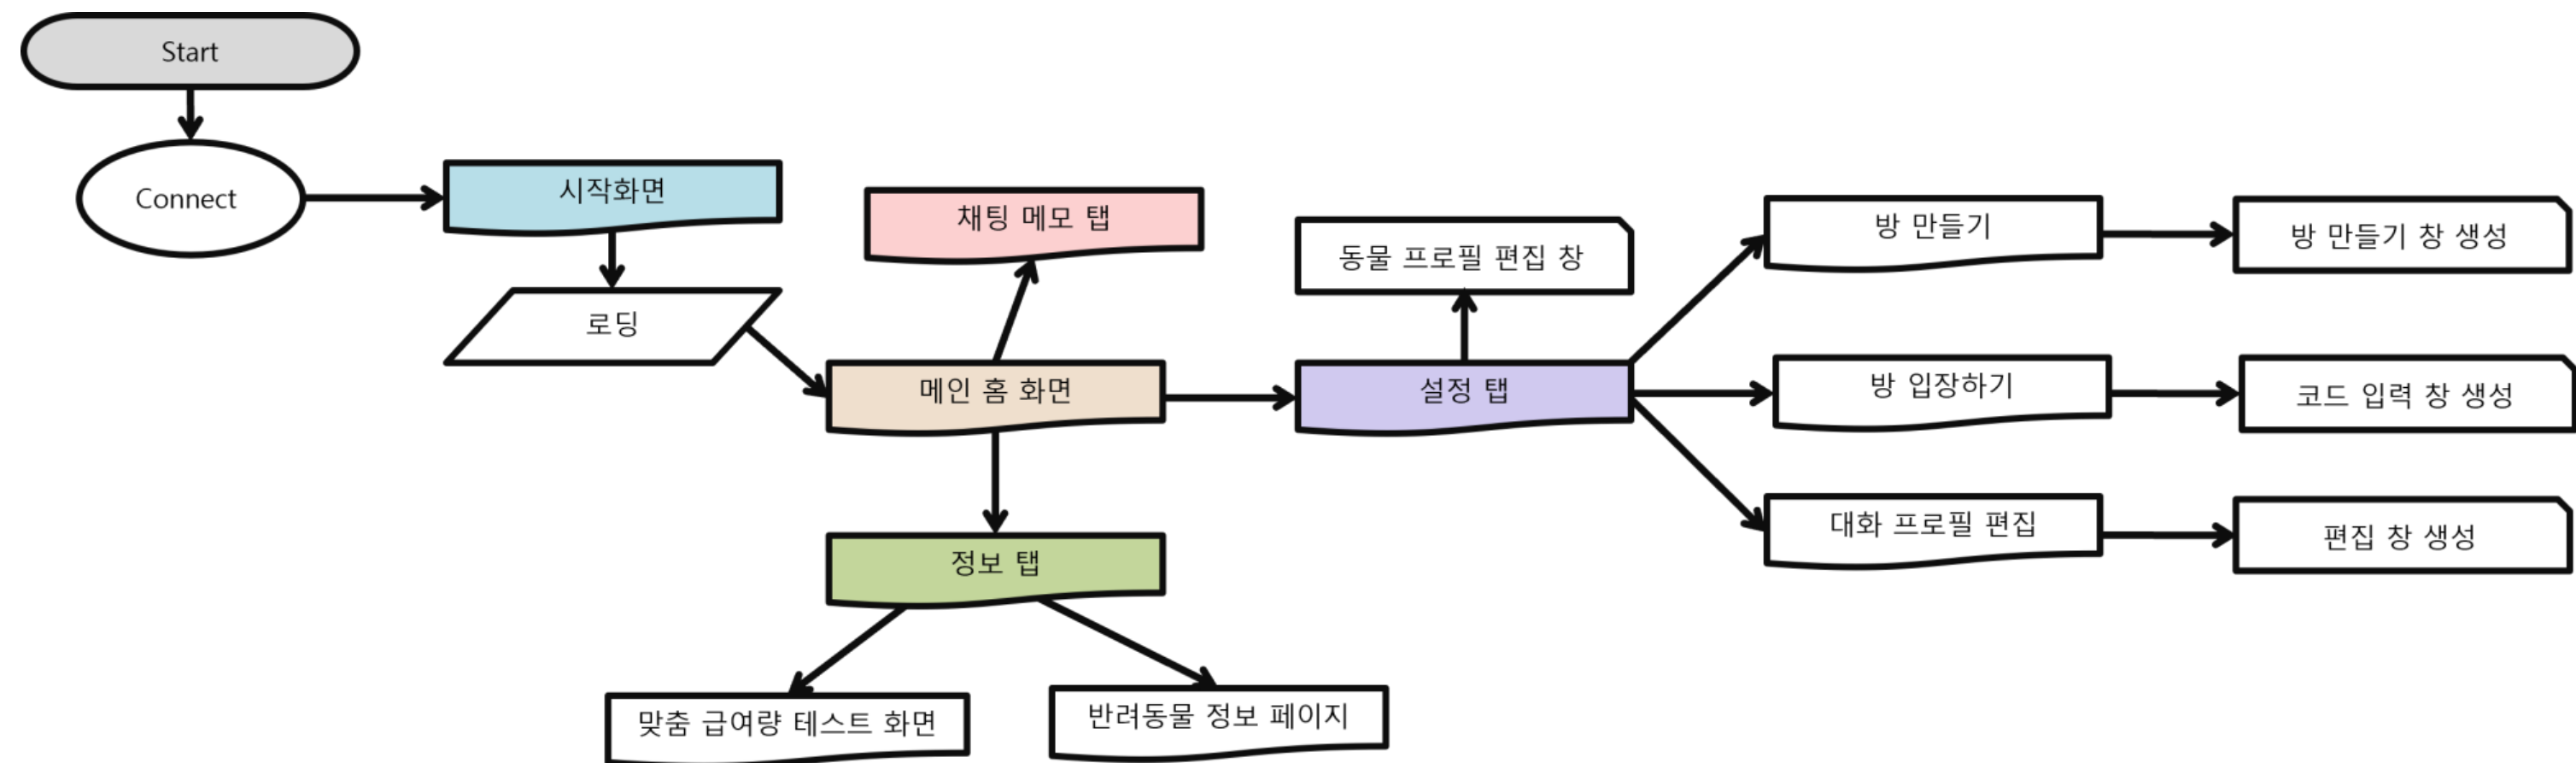 Start
Connect
시작화면
로딩
채팅 메모 탭
메인 홈 화면
정보 탭
맞춤 급여량 테스트 화면
반려동물 정보 페이지
동물 프로필 편집 창
설정 탭
방 만들기
방 만들기 창 생성
방 입장하기
코드 입력 창 생성
대화 프로필 편집
편집 창 생성